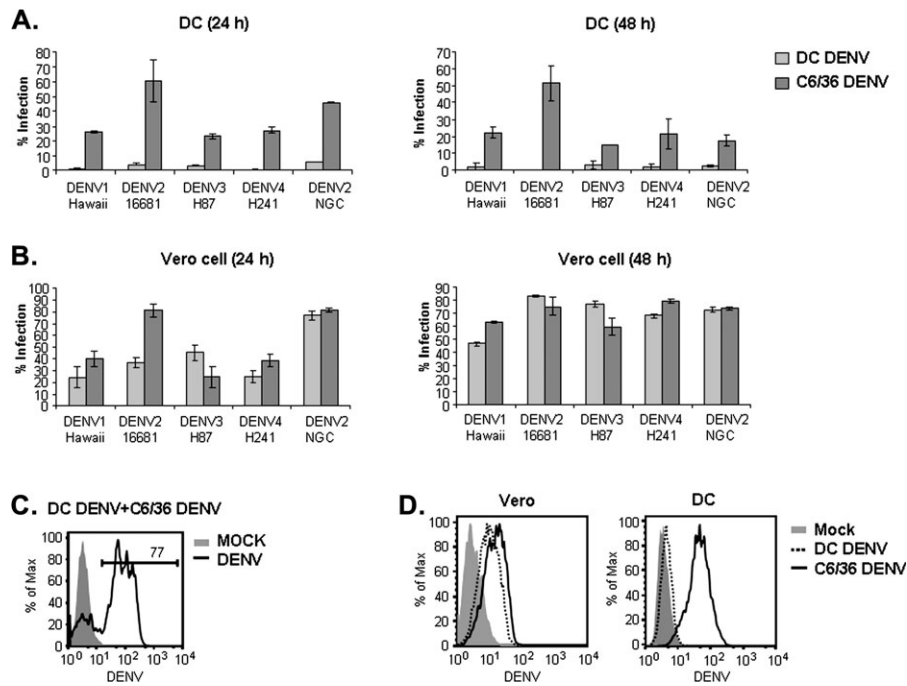 A.
DC (24 h)
% Infection
80
70
60
50
40
30
20
10
0
DENV1 DENV2 DENV3 DENV4 DENV2
Hawaii 16681 H87 H241 NGC
DC (48 h)
70
60
50
40
30
20
10
0
DENV1 DENV2 DENV3 DENV4 DENV2
Hawaii 16681 H87 H241 NGC
DC DENV
C6/36 DENV
B.
Vero cell (24 h)
% Infection
100
90
80
70
60
50
40
30
20
10
0
DENV1 DENV2 DENV3 DENV4 DENV2
Hawaii 16681 H87 H241 NGC
Vero cell (48 h)
% Infection
90
80
70
60
50
40
30
20
10
0
DENV1 DENV2 DENV3 DENV4 DENV2
Hawaii 16681 H87 H241 NGC
C.
DC DENV+C6/36 DENV
% of Max
100
80
60
40
20
0
77
10⁰ 10¹ 10² 10³ 10⁴
DENV
MOCK
DENV
D.
Vero
% of Max
100
80
60
40
20
0
10⁰ 10¹ 10² 10³ 10⁴
DENV
DC
% of Max
100
80
60
40
20
0
10⁰ 10¹ 10² 10³ 10⁴
DENV
Mock
DC DENV
C6/36 DENV